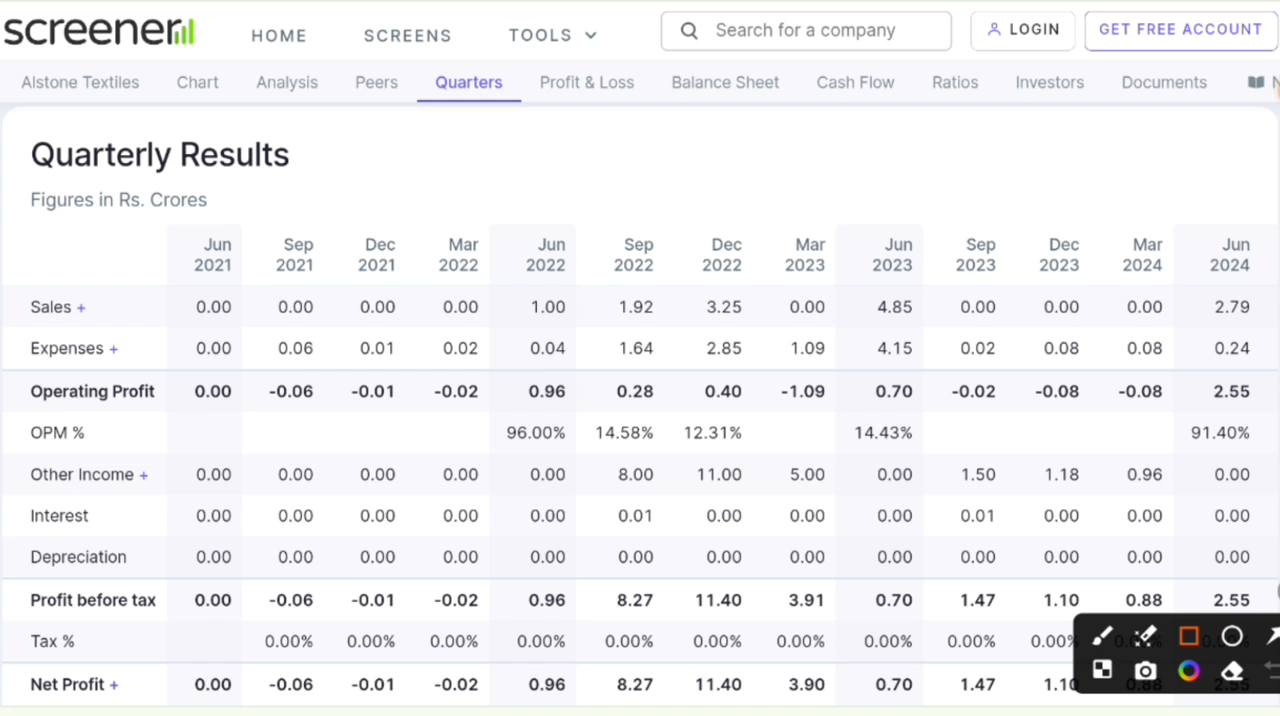 screener HOME SCREENS TOOLS Search for a company LOGIN GET FREE ACCOUNT
Alstone Textiles Chart Analysis Peers Quarters Profit & Loss Balance Sheet Cash Flow Ratios Investors Documents
Quarterly Results
Figures in Rs. Crores
Jun Sep Dec Mar Jun Sep Dec Mar Jun Sep Dec Mar Jun
2021 2021 2021 2022 2022 2022 2022 2023 2023 2023 2023 2024 2024
Sales + 0.00 0.00 0.00 0.00 1.00 1.92 3.25 0.00 4.85 0.00 0.00 0.00 2.79
Expenses + 0.00 0.06 0.01 0.02 0.04 1.64 2.85 1.09 4.15 0.02 0.08 0.08 0.24
Operating Profit 0.00 -0.06 -0.01 -0.02 0.96 0.28 0.40 -1.09 0.70 -0.02 -0.08 -0.08 2.55
OPM % 96.00% 14.58% 12.31% 14.43% 91.40%
Other Income + 0.00 0.00 0.00 0.00 0.00 8.00 11.00 5.00 0.00 1.50 1.18 0.96 0.00
Interest 0.00 0.00 0.00 0.00 0.00 0.01 0.00 0.00 0.00 0.01 0.00 0.00 0.00
Depreciation 0.00 0.00 0.00 0.00 0.00 0.00 0.00 0.00 0.00 0.00 0.00 0.00 0.00
Profit before tax 0.00 -0.06 -0.01 -0.02 0.96 8.27 11.40 3.91 0.70 1.47 1.10 0.88 2.55
Tax % 0.00% 0.00% 0.00% 0.00% 0.00% 0.00% 0.00% 0.00% 0.00% 0.00%
Net Profit + 0.00 -0.06 -0.01 -0.02 0.96 8.27 11.40 3.90 0.70 1.47 1.10 0.88 2.55